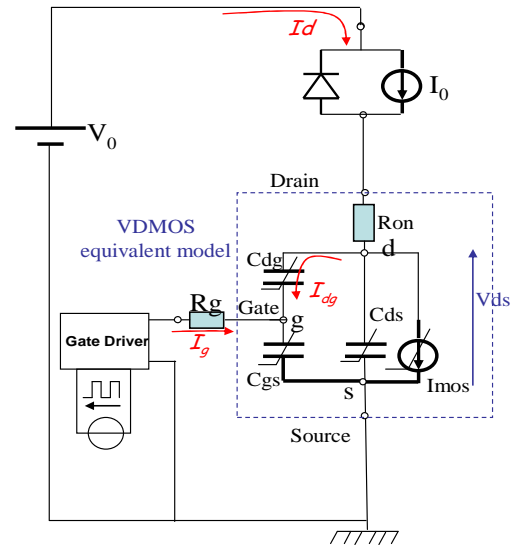 Id
I0
V0
Drain
VDMOS
equivalent model
Ron
d
Cdg
Idg
Vds
Rg
Gate
g
Cds
Gate Driver
Ig
Cgs
Imos
s
Source